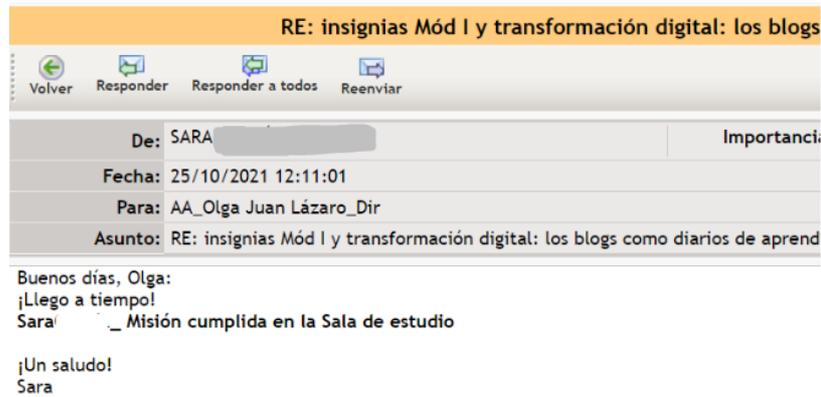 RE: insignias Mód I y transformación digital: los blogs
Volver Responder Responder a todos Reenviar
De: SARA Importancia
Fecha: 25/10/2021 12:11:01
Para: AA_Olga Juan Lázaro_Dir
Asunto: RE: insignias Mód I y transformación digital: los blogs como diarios de aprend
Buenos días, Olga:
¡Llego a tiempo!
Sara _ Misión cumplida en la Sala de estudio
¡Un saludo!
Sara